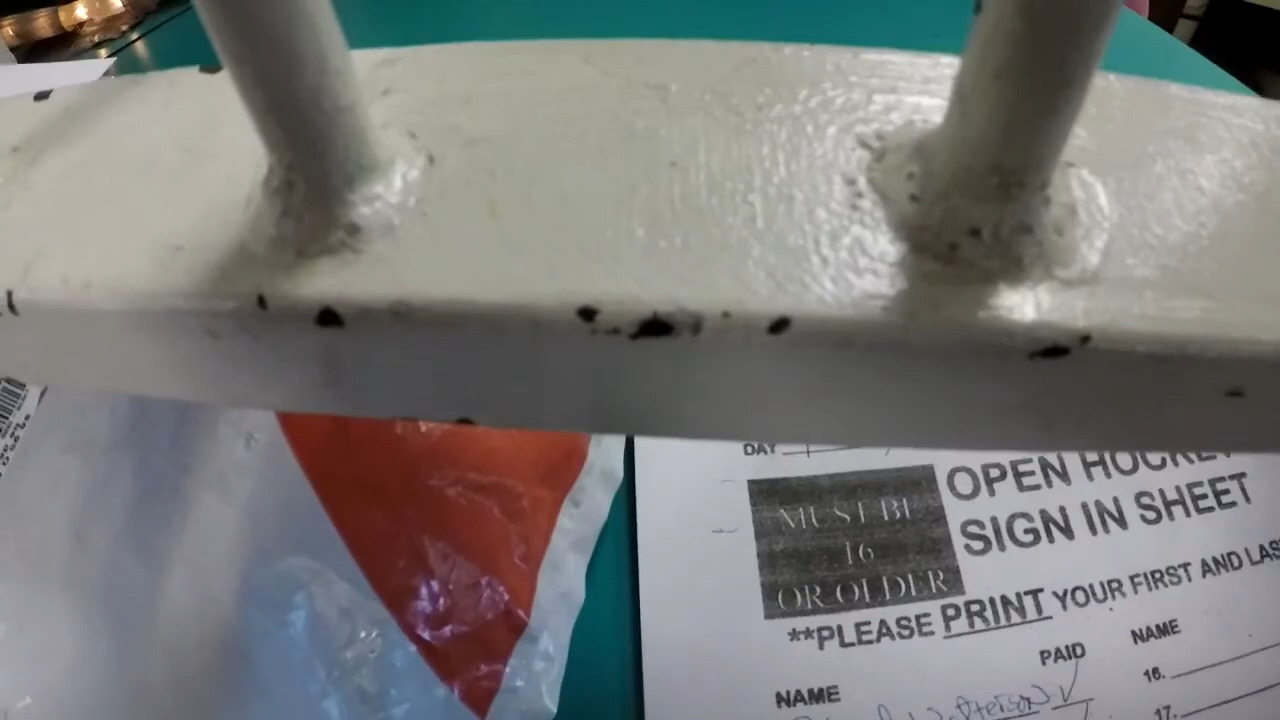 DAY
OPEN HOCKEY
SIGN IN SHEET
MUST BE
16
OR OLDER
**PLEASE PRINT YOUR FIRST AND LAS
PAID
NAME
NAME
16.
17.